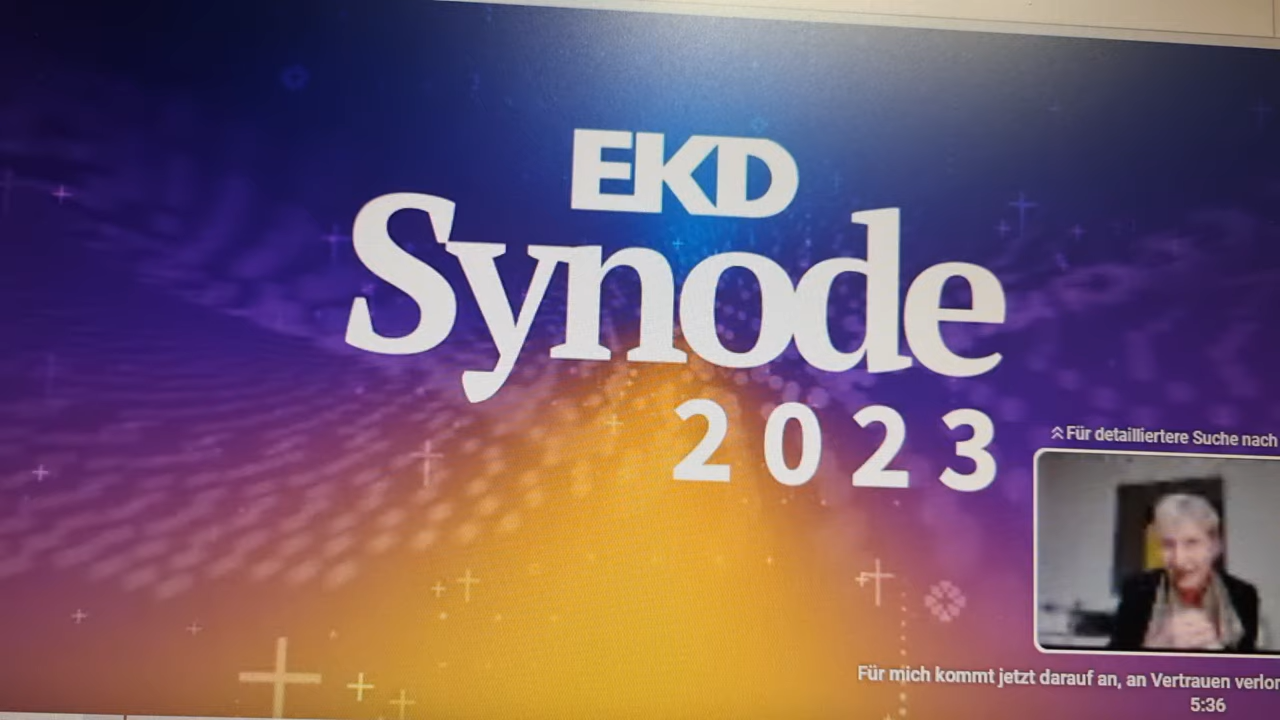 EKD
Synode
2023
Für detailliertere Suche nach
Für mich kommt jetzt darauf an, an Vertrauen
5:36